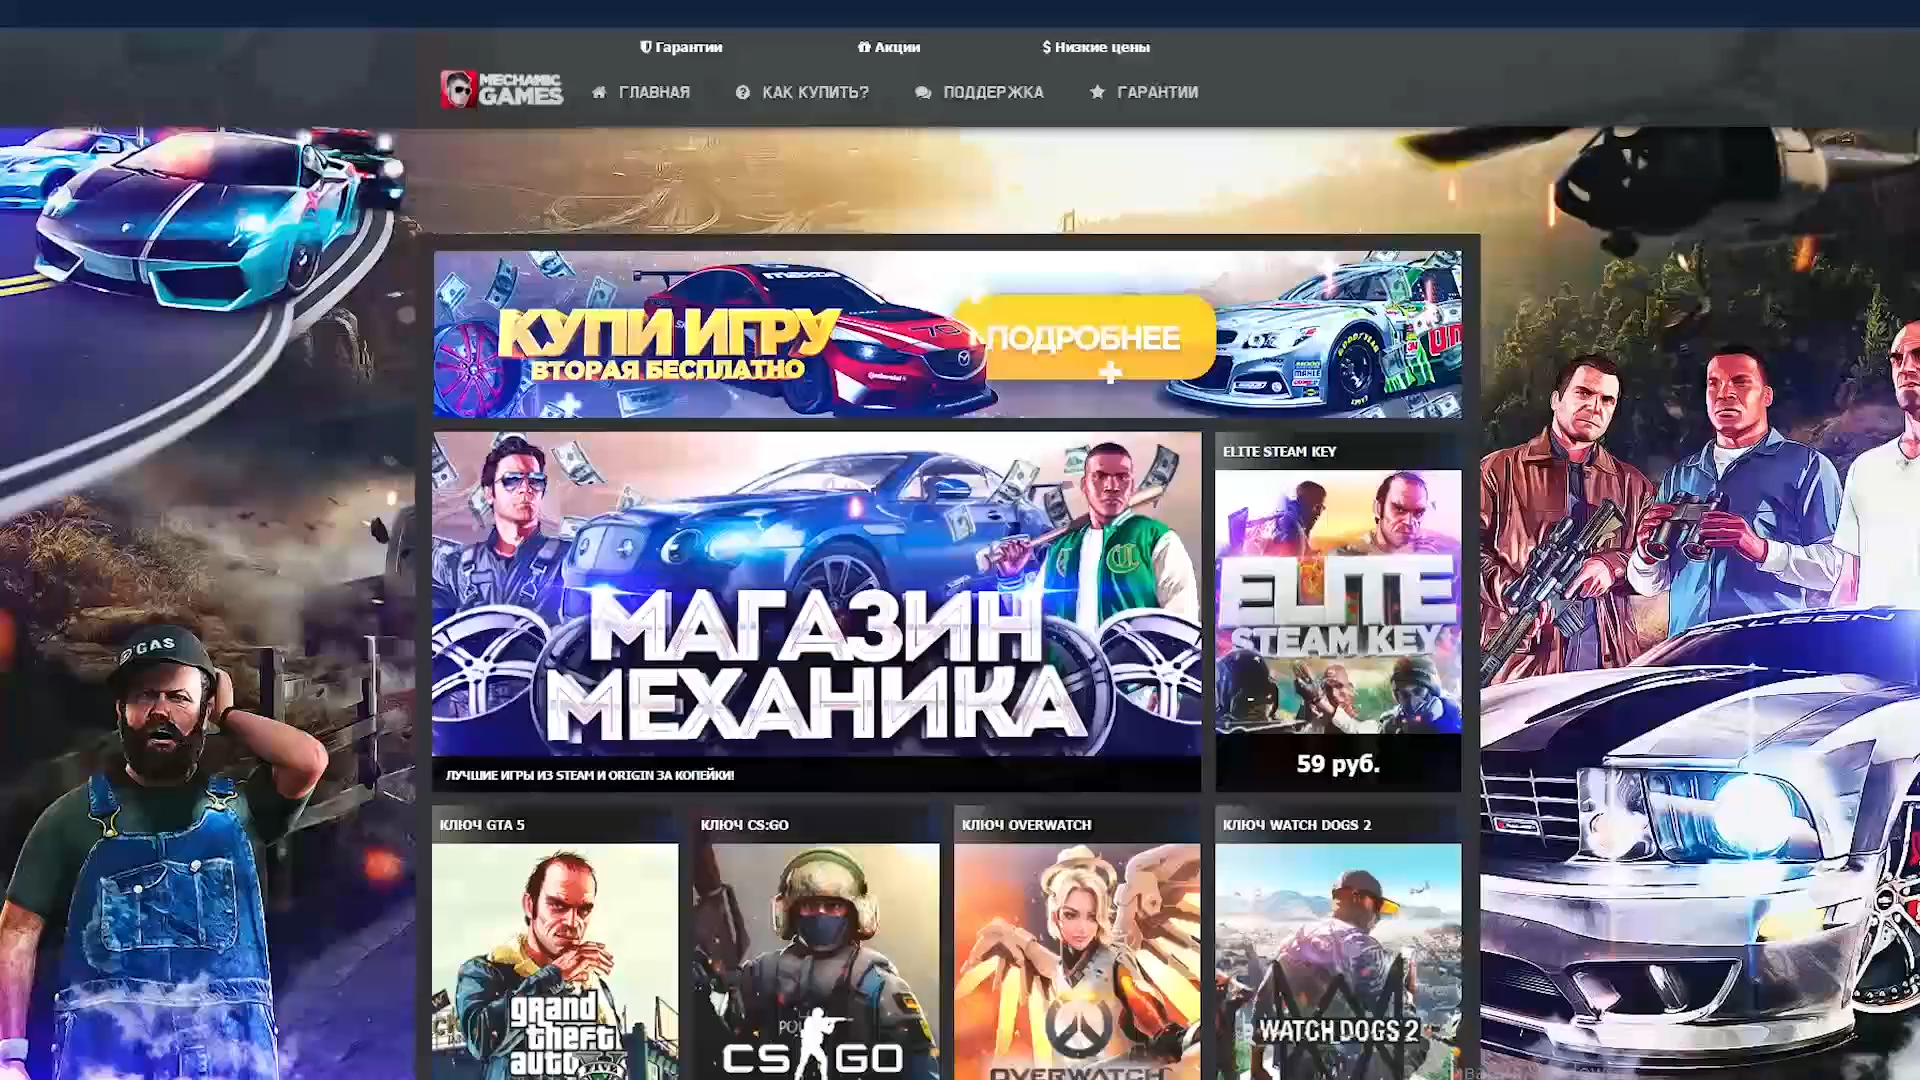 Гарантии
Акции
$ Низкие цены
MECHANIC
GAMES
ГЛАВНАЯ
КАК КУПИТЬ?
ПОДДЕРЖКА
ГАРАНТИИ
КУПИ ИГРУ
ВТОРАЯ БЕСПЛАТНО
ПОДРОБНЕЕ
МАГАЗИН
МЕХАНИКА
ЛУЧШИЕ ИГРЫ ИЗ STEAM И ORIGIN ЗА КОПЕЙКИ!
ELITE STEAM KEY
ELITE
STEAM KEY
59 руб.
GAS
КЛЮЧ GTA 5
КЛЮЧ CS:GO
КЛЮЧ OVERWATCH
КЛЮЧ WATCH DOGS 2
grand
theft
auto
FIVE
CS GO
OVERWATCH
WATCH DOGS 2